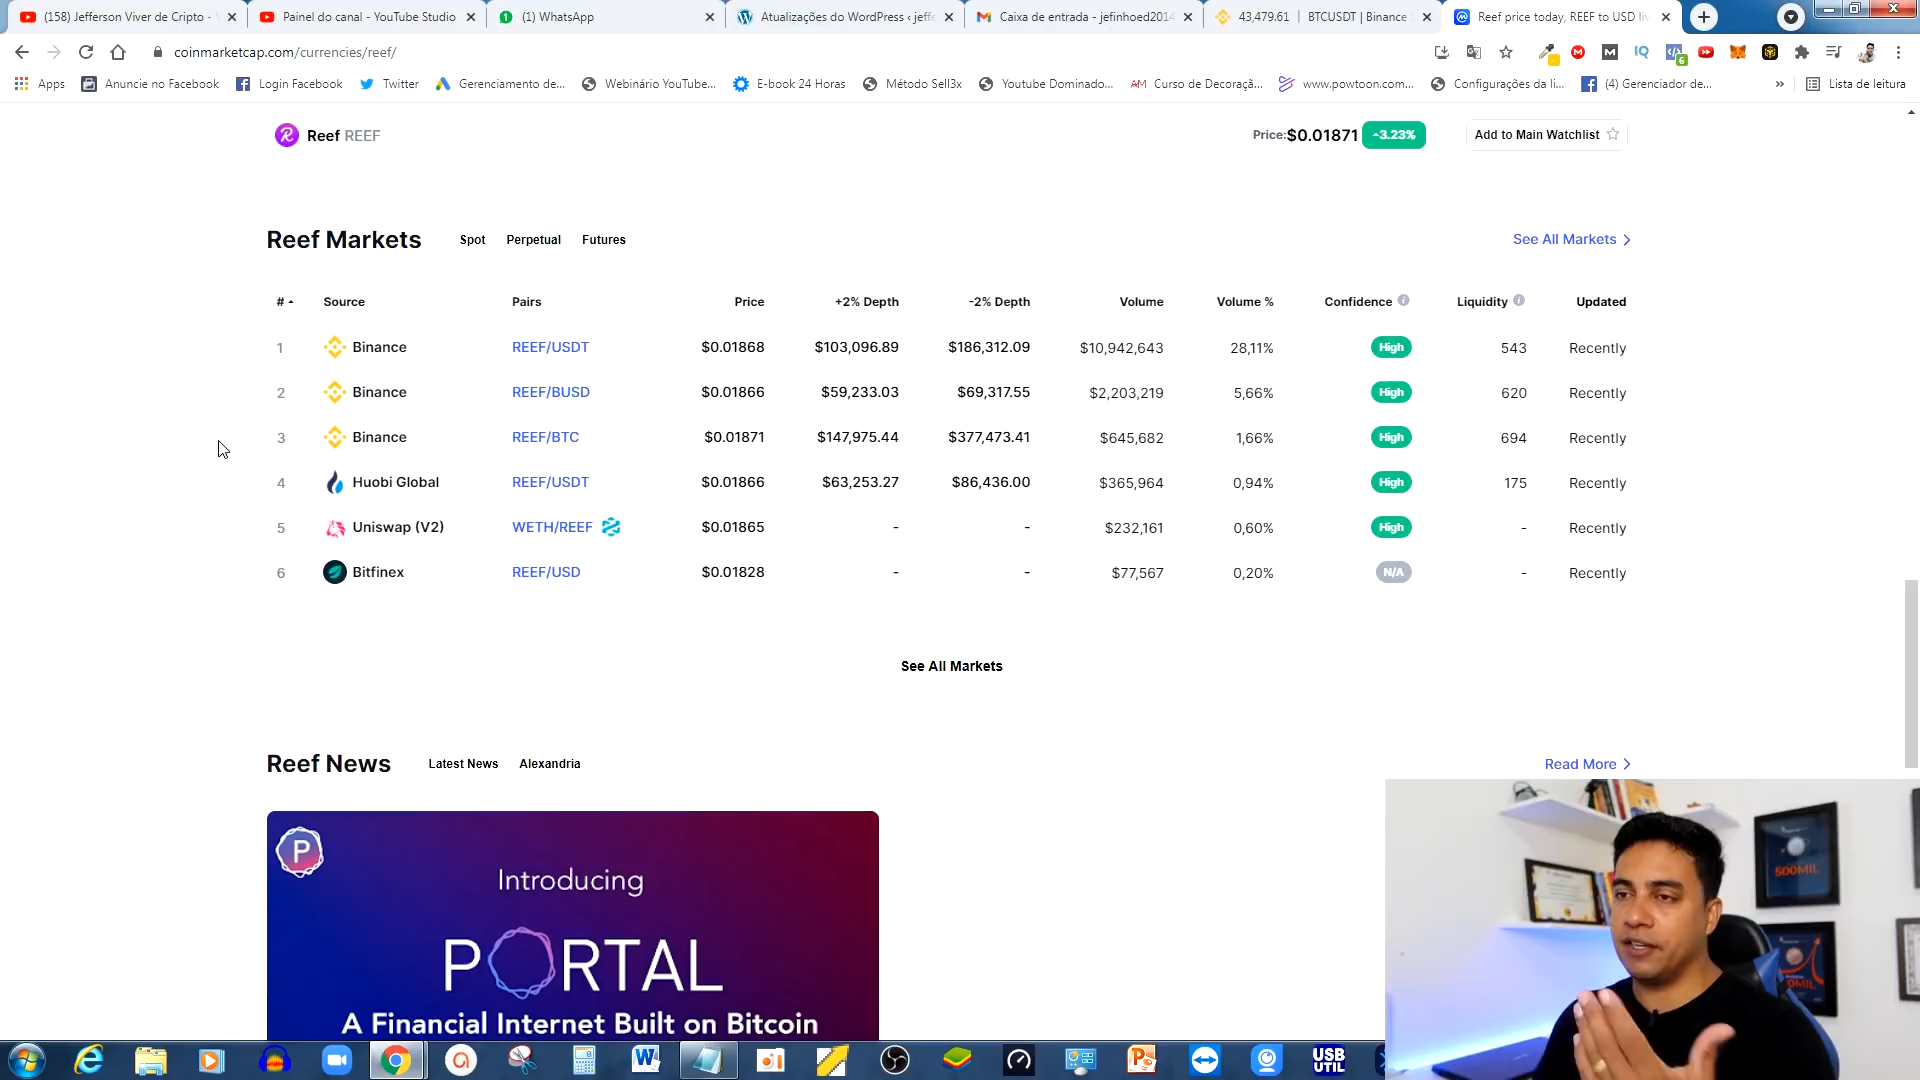 (158) Jefferson Viver de Cripto -
Painel do canal - YouTube Studio
(1) WhatsApp
Atualizações do WordPress ‹ jeffe
Caixa de entrada - jefinhoed2014
43,479.61 | BTCUSDT | Binance
Reef price today, REEF to USD li
coinmarketcap.com/currencies/reef/
Apps
Anuncie no Facebook
Login Facebook
Twitter
Gerenciamento de...
Webinário YouTube...
E-book 24 Horas
Método Sell3x
Youtube Dominado...
Curso de Decoraçã...
www.powtoon.com...
Configurações da li...
(4) Gerenciador de...
»
Lista de leitura
Reef REEF
Price:$0.01871
3.23%
Add to Main Watchlist
Reef Markets
Spot Perpetual Futures
See All Markets
# Source Pairs Price +2% Depth -2% Depth Volume Volume % Confidence Liquidity Updated
1 Binance REEF/USDT $0.01868 $103,096.89 $186,312.09 $10,942,643 28,11% High 543 Recently
2 Binance REEF/BUSD $0.01866 $59,233.03 $69,317.55 $2,203,219 5,66% High 620 Recently
3 Binance REEF/BTC $0.01871 $147,975.44 $377,473.41 $645,682 1,66% High 694 Recently
4 Huobi Global REEF/USDT $0.01866 $63,253.27 $86,436.00 $365,964 0,94% High 175 Recently
5 Uniswap (V2) WETH/REEF $0.01865 - - $232,161 0,60% High - Recently
6 Bitfinex REEF/USD $0.01828 - - $77,567 0,20% N/A - Recently
See All Markets
Reef News
Latest News Alexandria
Read More
P
Introducing
PORTAL
A Financial Internet Built on Bitcoin
500MIL
USB
UTIL